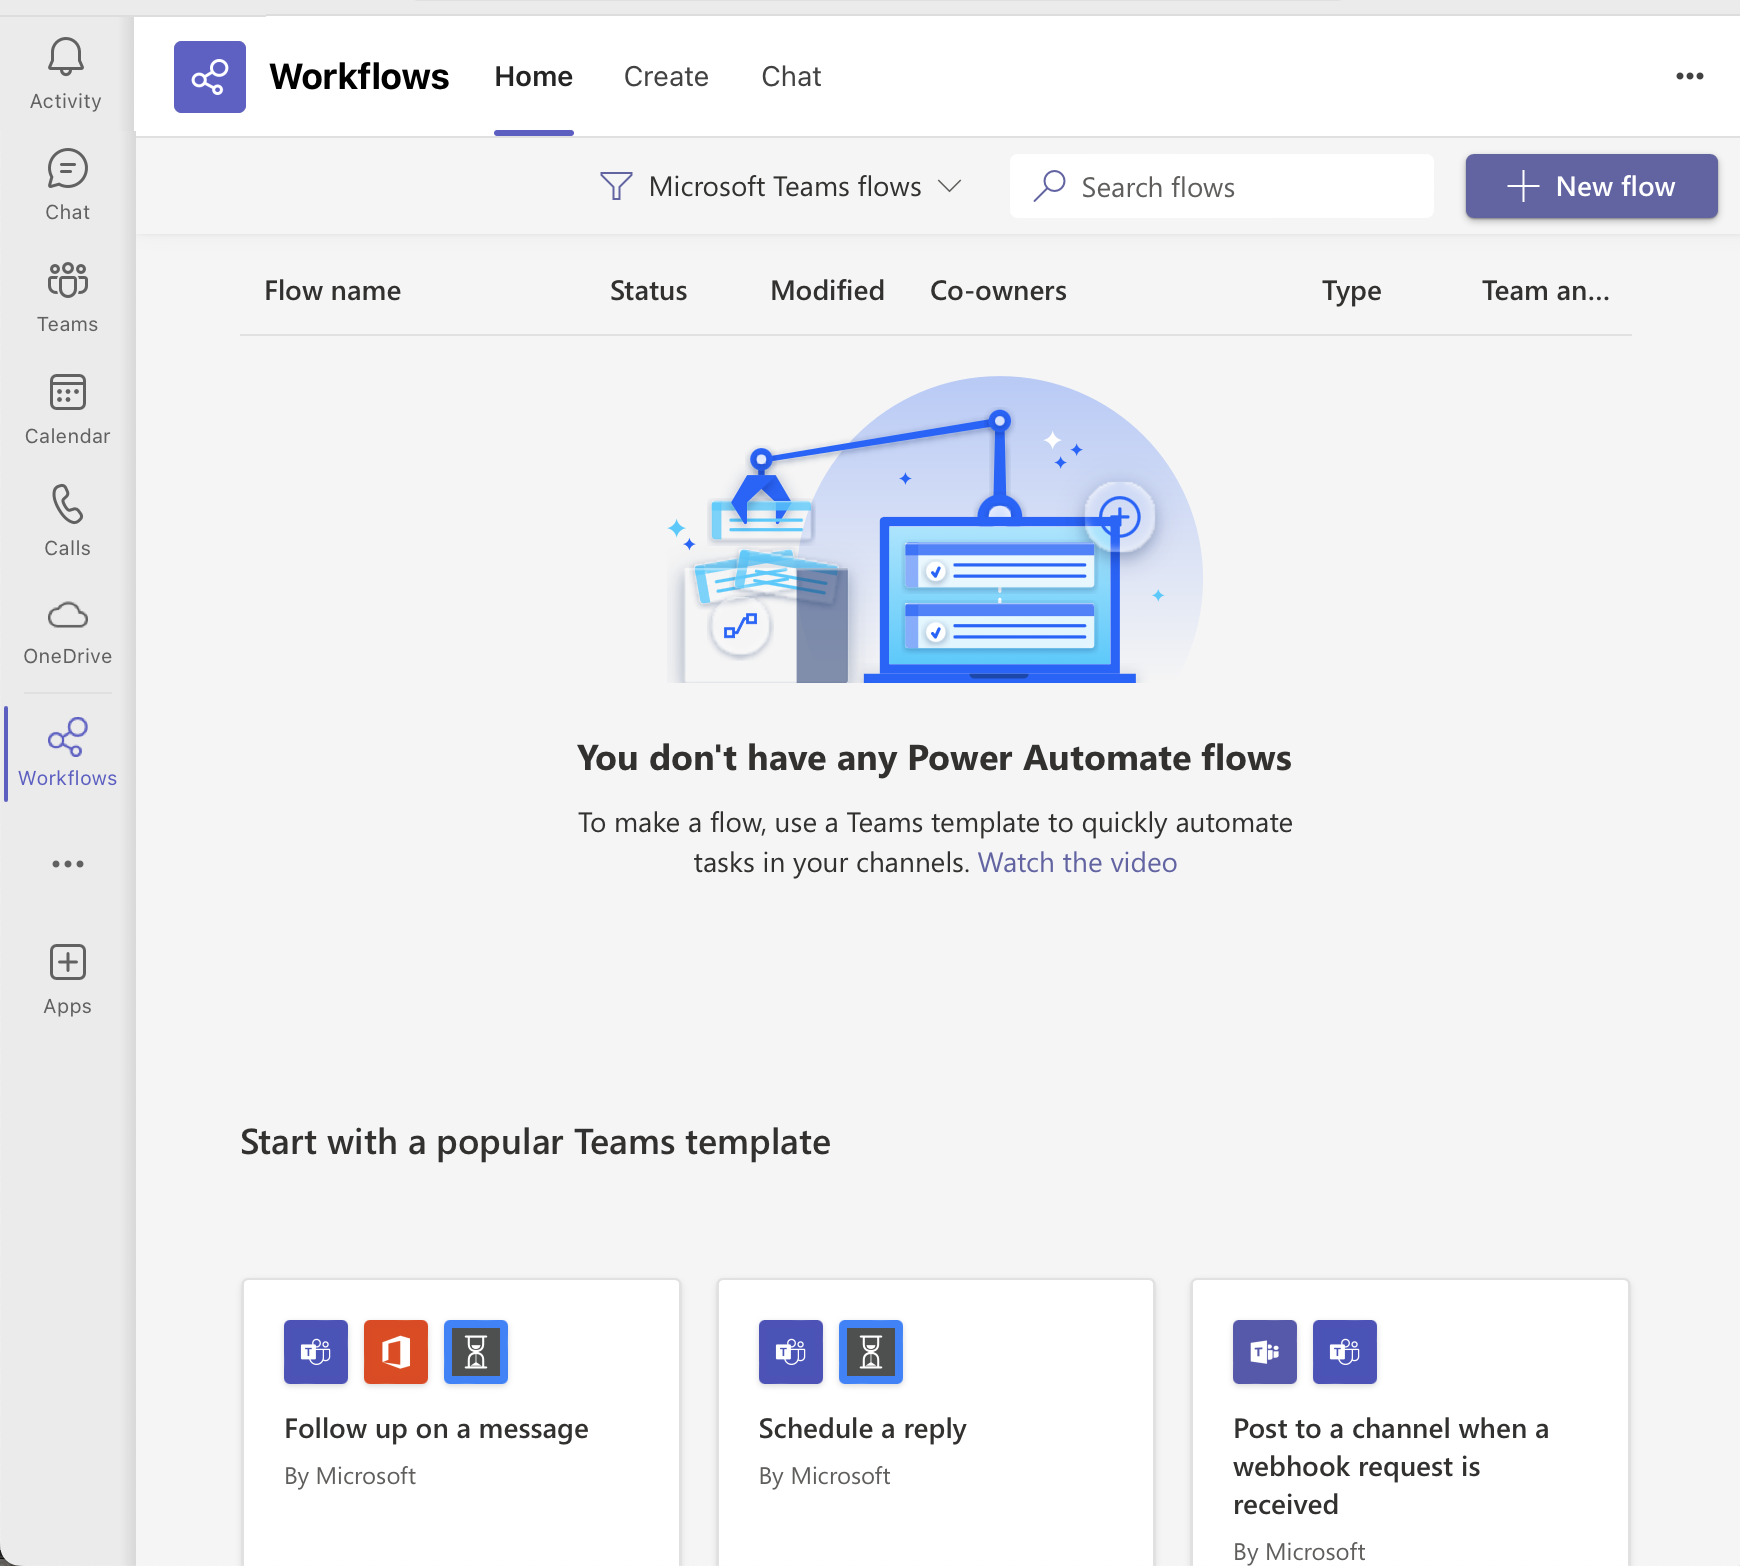 Activity
Chat
Teams
Calendar
Calls
OneDrive
Workflows
Apps
Workflows Home Create Chat
Microsoft Teams flows Search flows New flow
Flow name Status Modified Co-owners Type Team an...
You don't have any Power Automate flows
To make a flow, use a Teams template to quickly automate
tasks in your channels. Watch the video
Start with a popular Teams template
Follow up on a message
By Microsoft
Schedule a reply
By Microsoft
Post to a channel when a
webhook request is
received
By Microsoft